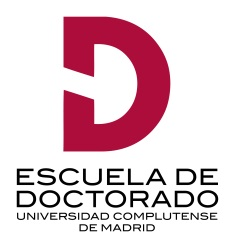 D
ESCUELA DE
DOCTORADO
UNIVERSIDAD COMPLUTENSE
DE MADRID